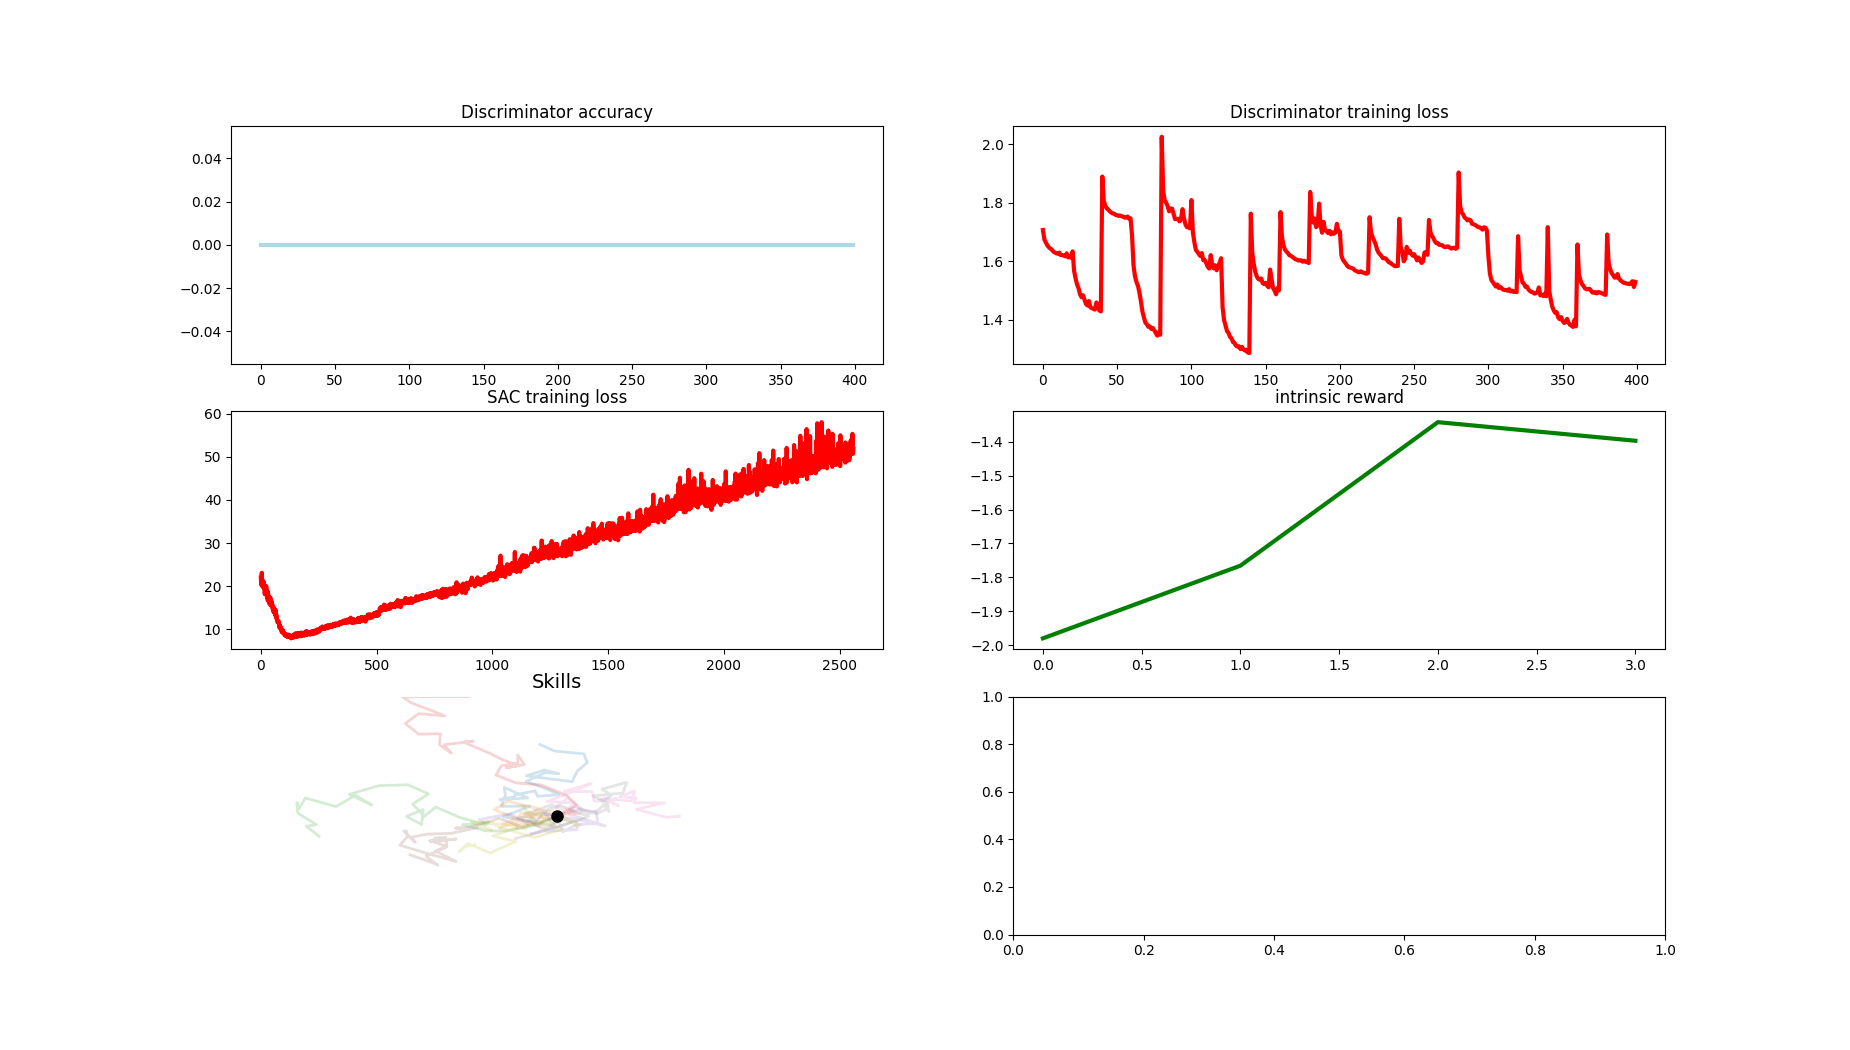 Discriminator accuracy
0.04
0.02
0.00
−0.02
−0.04
0 50 100 150 200 250 300 350 400
Discriminator training loss
2.0
1.8
1.6
1.4
0 50 100 150 200 250 300 350 400
SAC training loss
60
50
40
30
20
10
0 500 1000 1500 2000 2500
intrinsic reward
−1.4
−1.5
−1.6
−1.7
−1.8
−1.9
−2.0
0.0 0.5 1.0 1.5 2.0 2.5 3.0
Skills
1.0
0.8
0.6
0.4
0.2
0.0
0.0 0.2 0.4 0.6 0.8 1.0